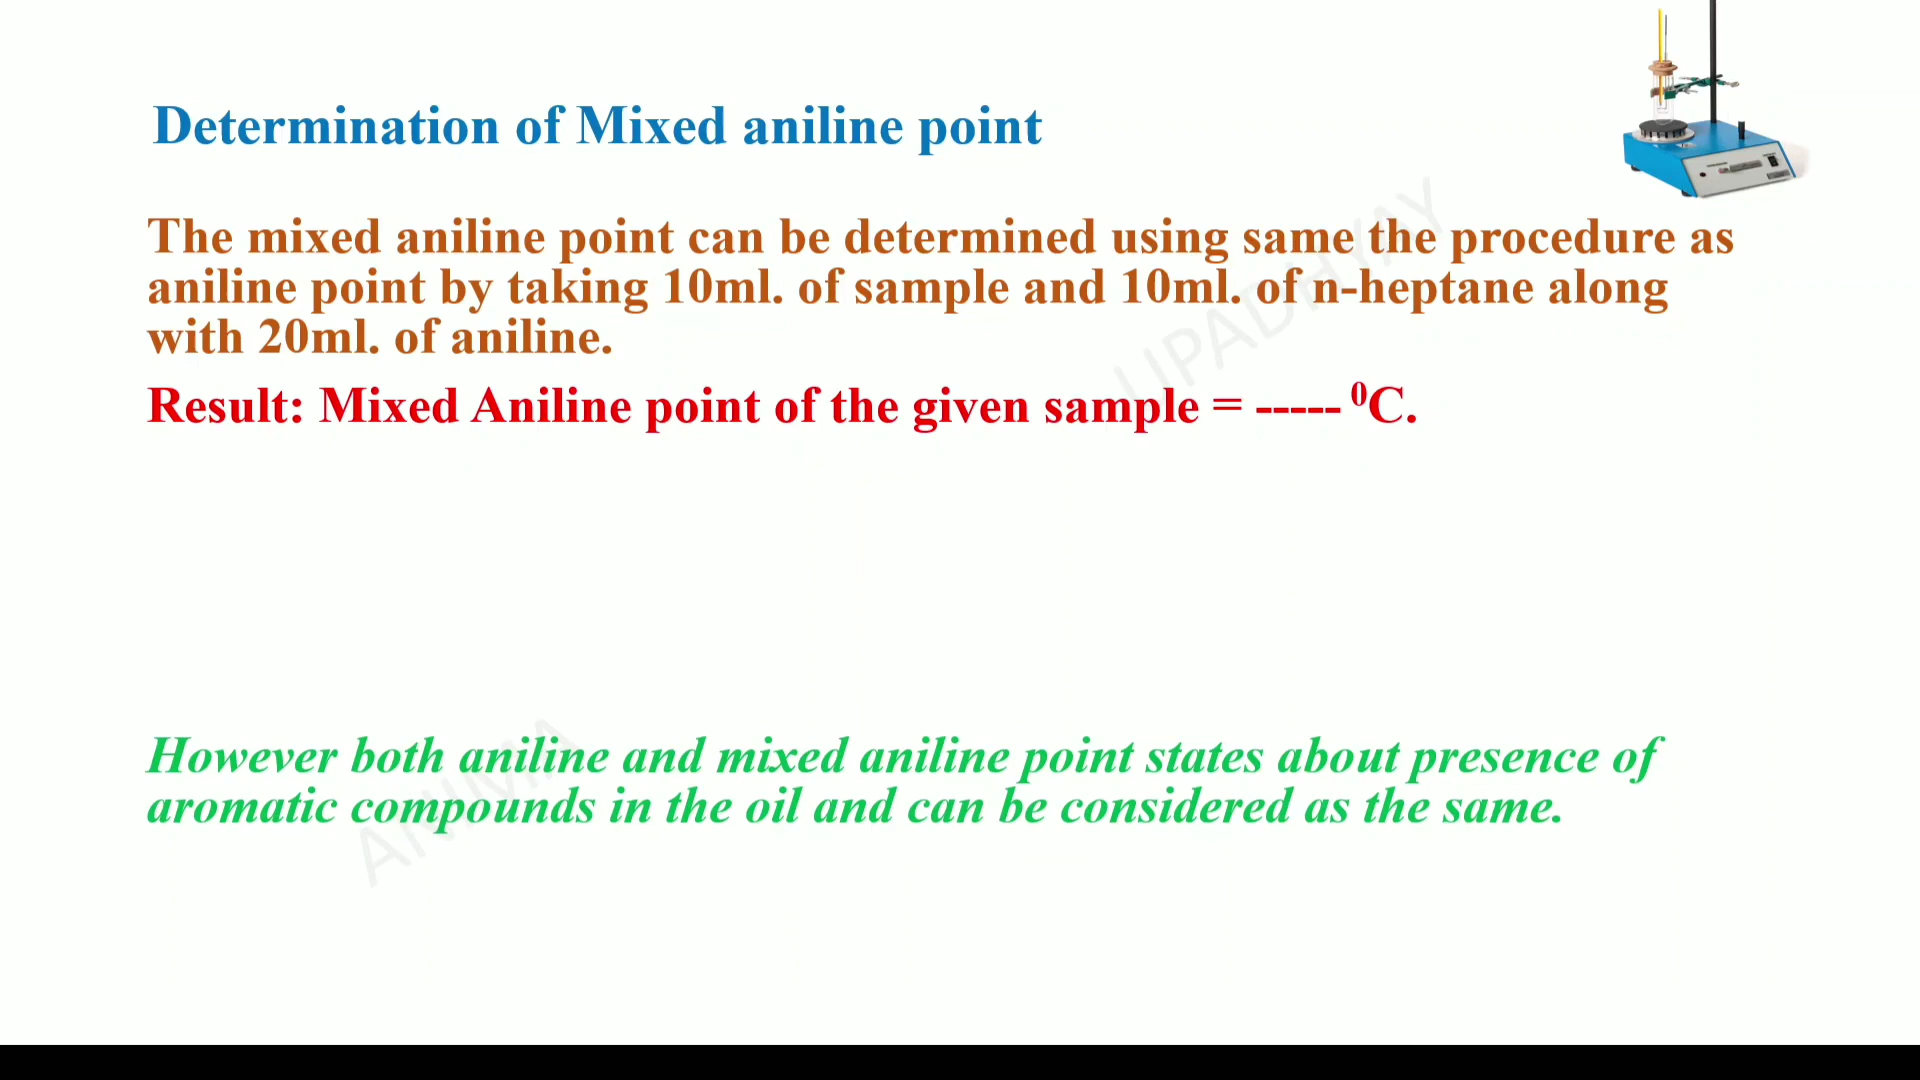 Determination of Mixed aniline point
The mixed aniline point can be determined using same the procedure as
aniline point by taking 10ml. of sample and 10ml. of n-heptane along
with 20ml. of aniline.
Result: Mixed Aniline point of the given sample = ----- ⁰C.
However both aniline and mixed aniline point states about presence of
aromatic compounds in the oil and can be considered as the same.
ANIMA UPADHYAY